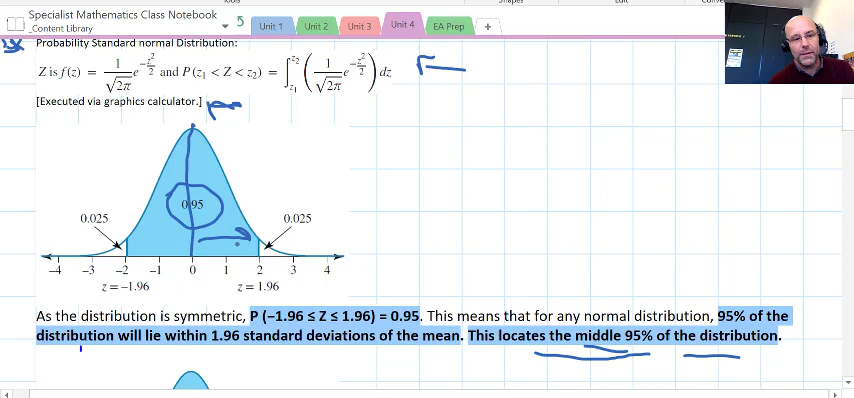 Tools
Shapes
Edit
Specialist Mathematics Class Notebook
_Content Library
Unit 1
Unit 2
Unit 3
Unit 4
EA Prep
+
Probability Standard normal Distribution:
Z is f(z) = 1/√2π e^(−z²/2) and P (z₁ < Z < z₂) = ∫_z₁^z₂ (1/√2π e^(−z²/2)) dz
[Executed via graphics calculator.]
0.95
0.025
0.025
−4 −3 −2 −1 0 1 2 3 4
z = −1.96
z = 1.96
As the distribution is symmetric, P (−1.96 ≤ Z ≤ 1.96) = 0.95. This means that for any normal distribution, 95% of the
distribution will lie within 1.96 standard deviations of the mean. This locates the middle 95% of the distribution.